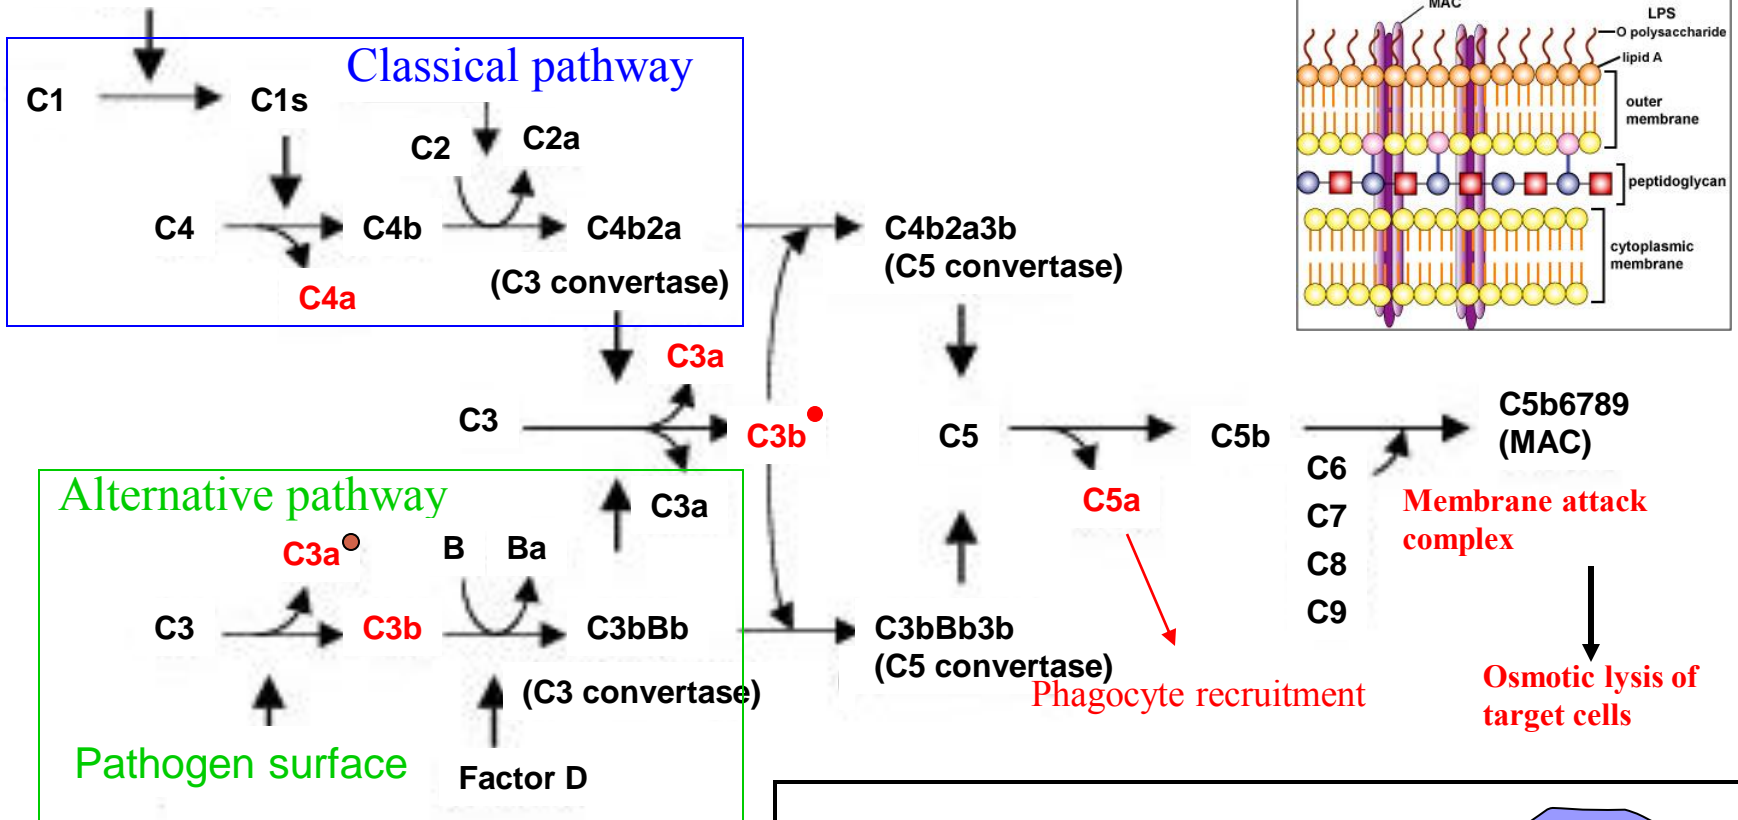 MAC
LPS
O polysaccharide
lipid A
outer
membrane
peptidoglycan
cytoplasmic
membrane
Classical pathway
C1
C1s
C2
C2a
C4
C4b
C4b2a
C4a
(C3 convertase)
C4b2a3b
(C5 convertase)
C3a
C3
C3b
C3a
C5
C5b
C5a
C5b6789
(MAC)
C6
C7
C8
C9
Membrane attack
complex
Alternative pathway
C3a
B
Ba
C3
C3b
C3bBb
(C3 convertase)
C3bBb3b
(C5 convertase)
Phagocyte recruitment
Osmotic lysis of
target cells
Pathogen surface
Factor D